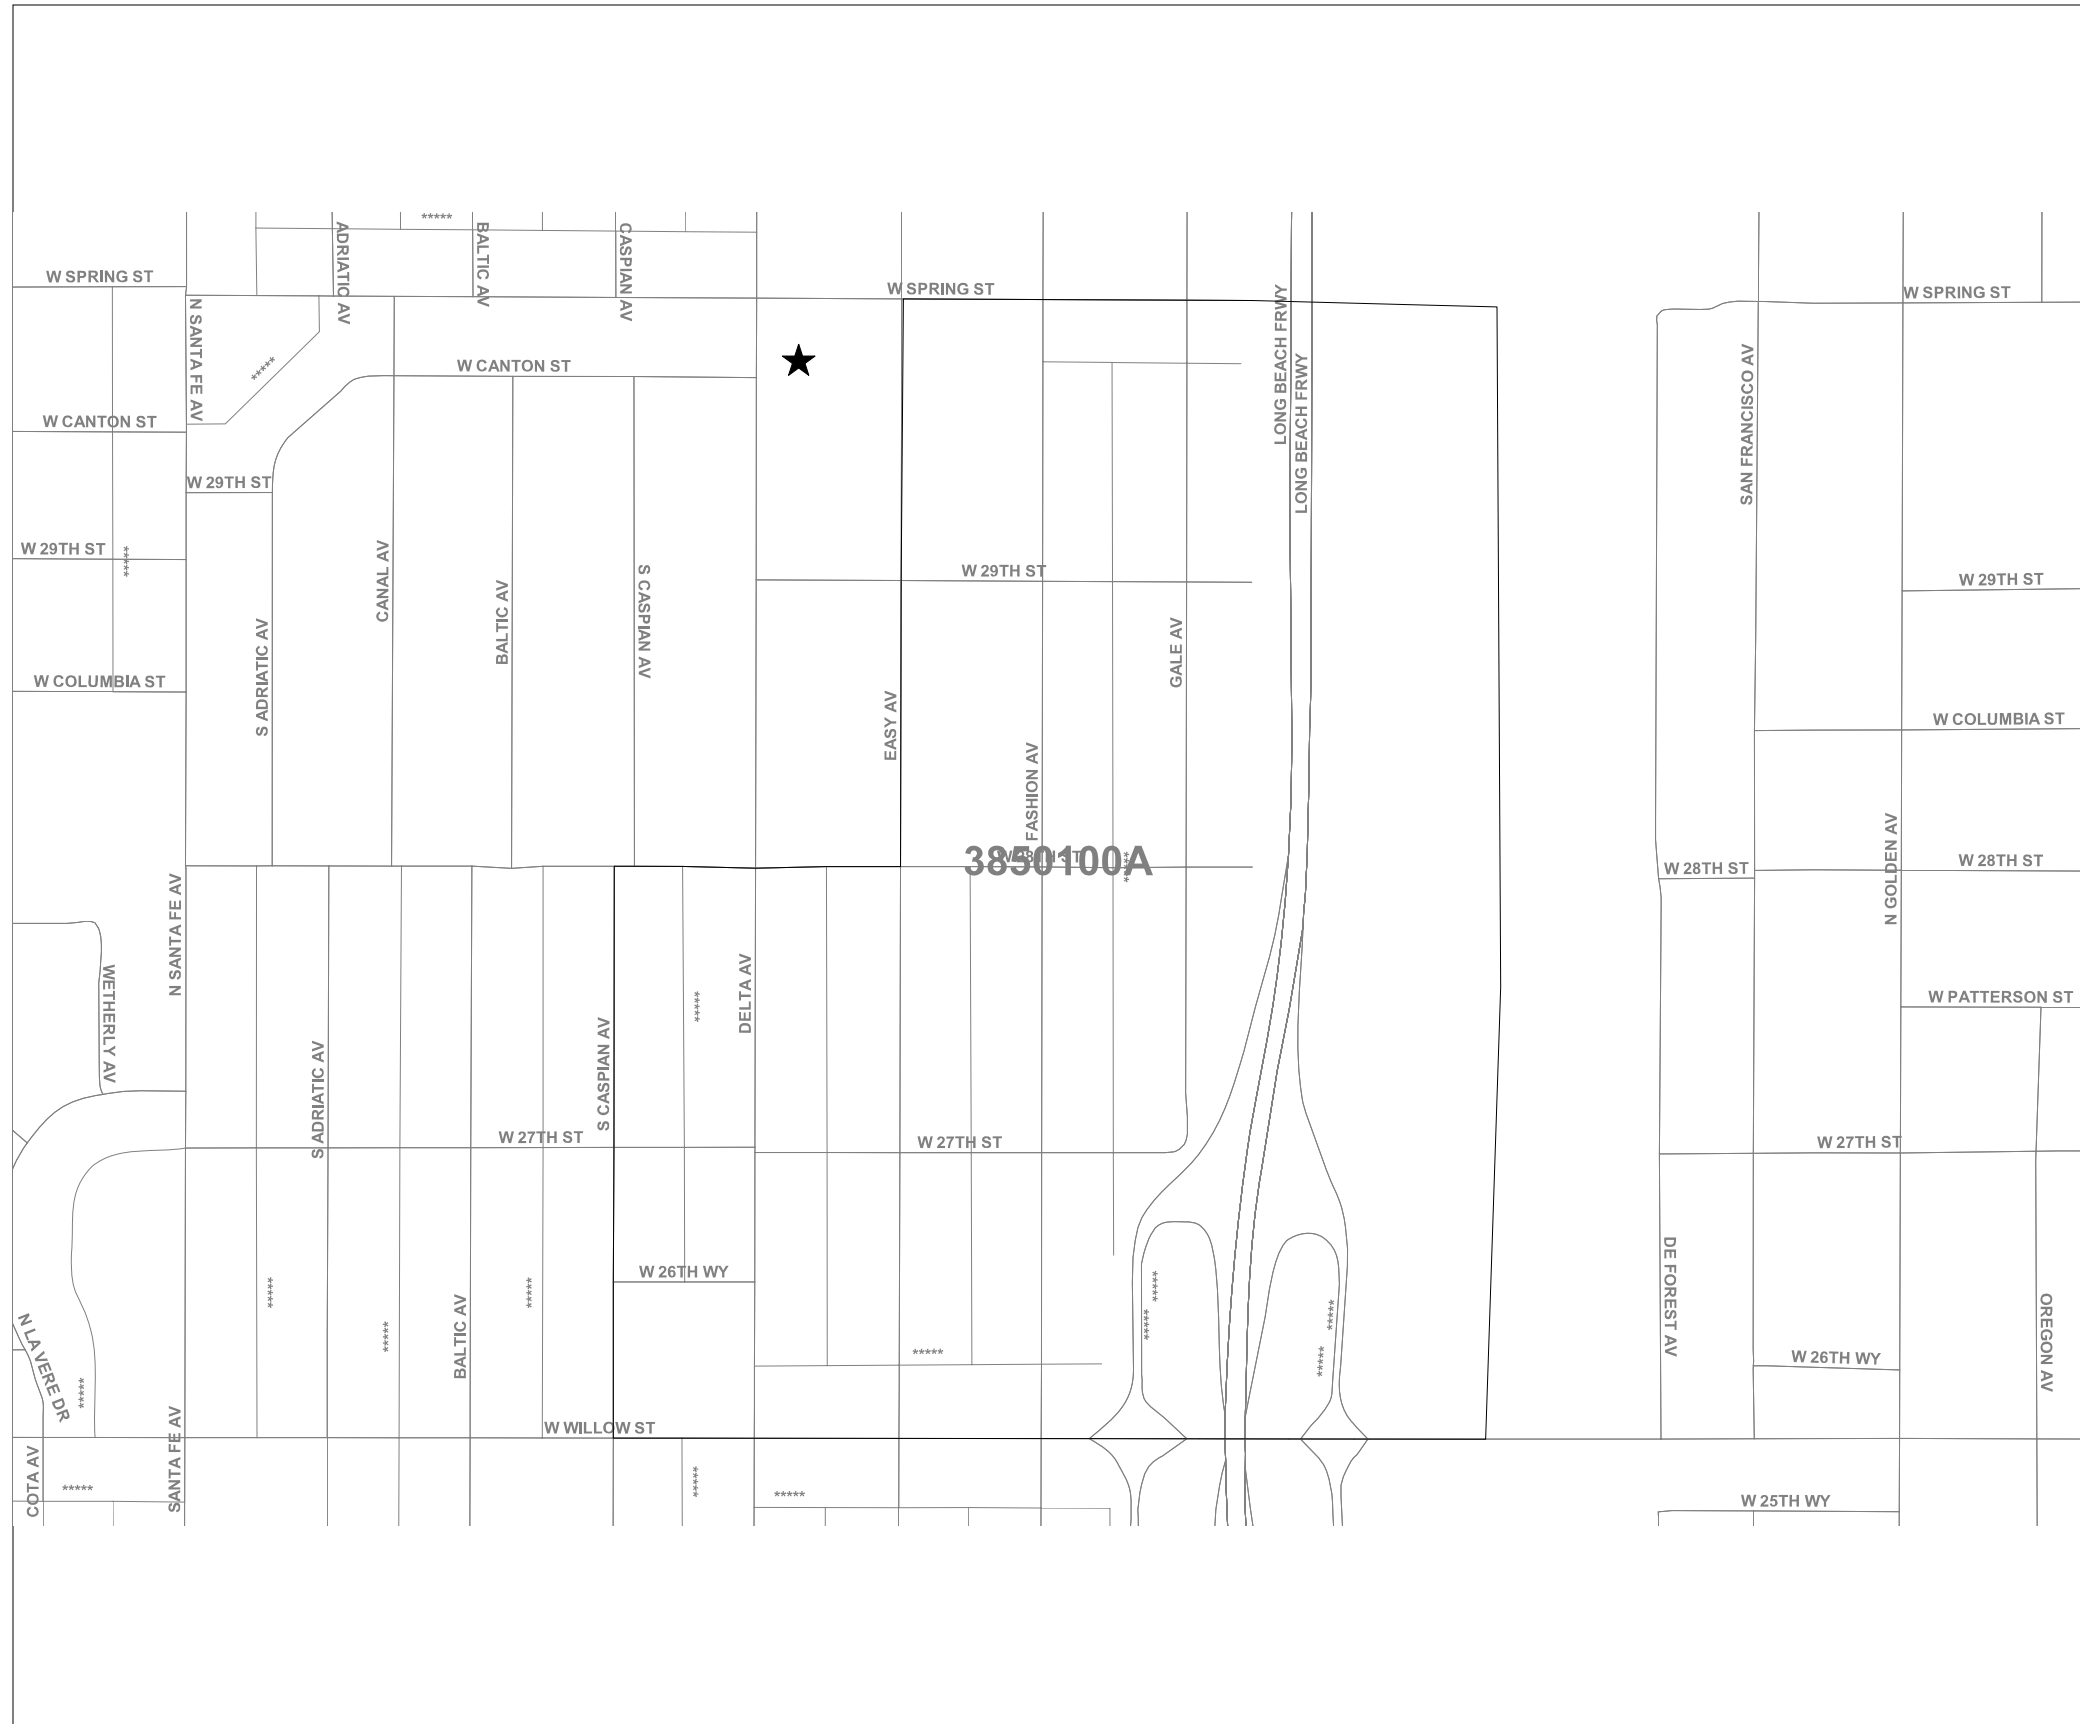 *****
ADRIATIC AV
BALTIC AV
CASPIAN AV
W SPRING ST
W SPRING ST
W SPRING ST
N SANTA FE AV
*****
W CANTON ST
LONG BEACH FRWY
LONG BEACH FRWY
SAN FRANCISCO AV
W CANTON ST
W 29TH ST
W 29TH ST
*****
CANAL AV
BALTIC AV
S CASPIAN AV
W 29TH ST
W 29TH ST
W COLUMBIA ST
S ADRIATIC AV
GALE AV
EASY AV
W COLUMBIA ST
FASHION AV
W 28TH ST
3850100A
*****
W 28TH ST
N GOLDEN AV
W 28TH ST
N SANTA FE AV
WETHERLY AV
*****
DELTA AV
W PATTERSON ST
S ADRIATIC AV
S CASPIAN AV
W 27TH ST
W 27TH ST
W 27TH ST
W 26TH WY
*****
*****
*****
*****
*****
*****
*****
DE FOREST AV
OREGON AV
N LA VERE DR
*****
BALTIC AV
*****
W 26TH WY
W WILLOW ST
COTA AV
*****
SANTA FE AV
*****
*****
W 25TH WY